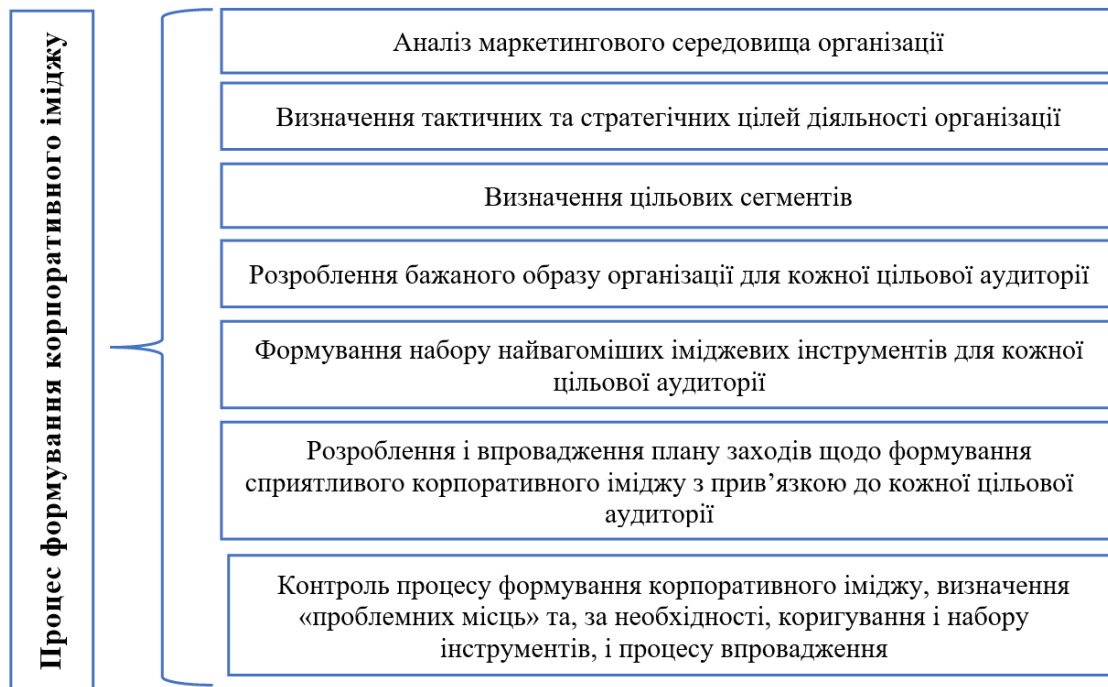 Процес формування корпоративного іміджу
Аналіз маркетингового середовища організації
Визначення тактичних та стратегічних цілей діяльності організації
Визначення цільових сегментів
Розроблення бажаного образу організації для кожної цільової аудиторії
Формування набору найвагоміших іміджевих інструментів для кожної
цільової аудиторії
Розроблення і впровадження плану заходів щодо формування
сприятливого корпоративного іміджу з прив’язкою до кожної цільової
аудиторії
Контроль процесу формування корпоративного іміджу, визначення
«проблемних місць» та, за необхідності, коригування і набору
інструментів, і процесу впровадження